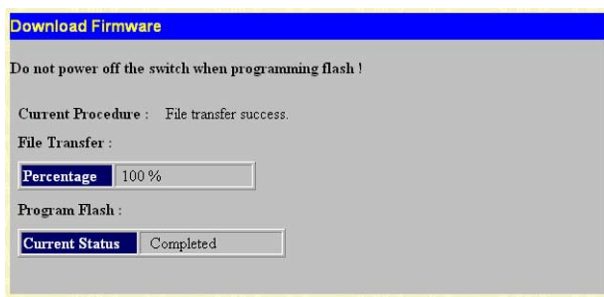 Download Firmware
Do not power off the switch when programming flash !
Current Procedure : File transfer success.
File Transfer :
Percentage 100 %
Program Flash :
Current Status Completed